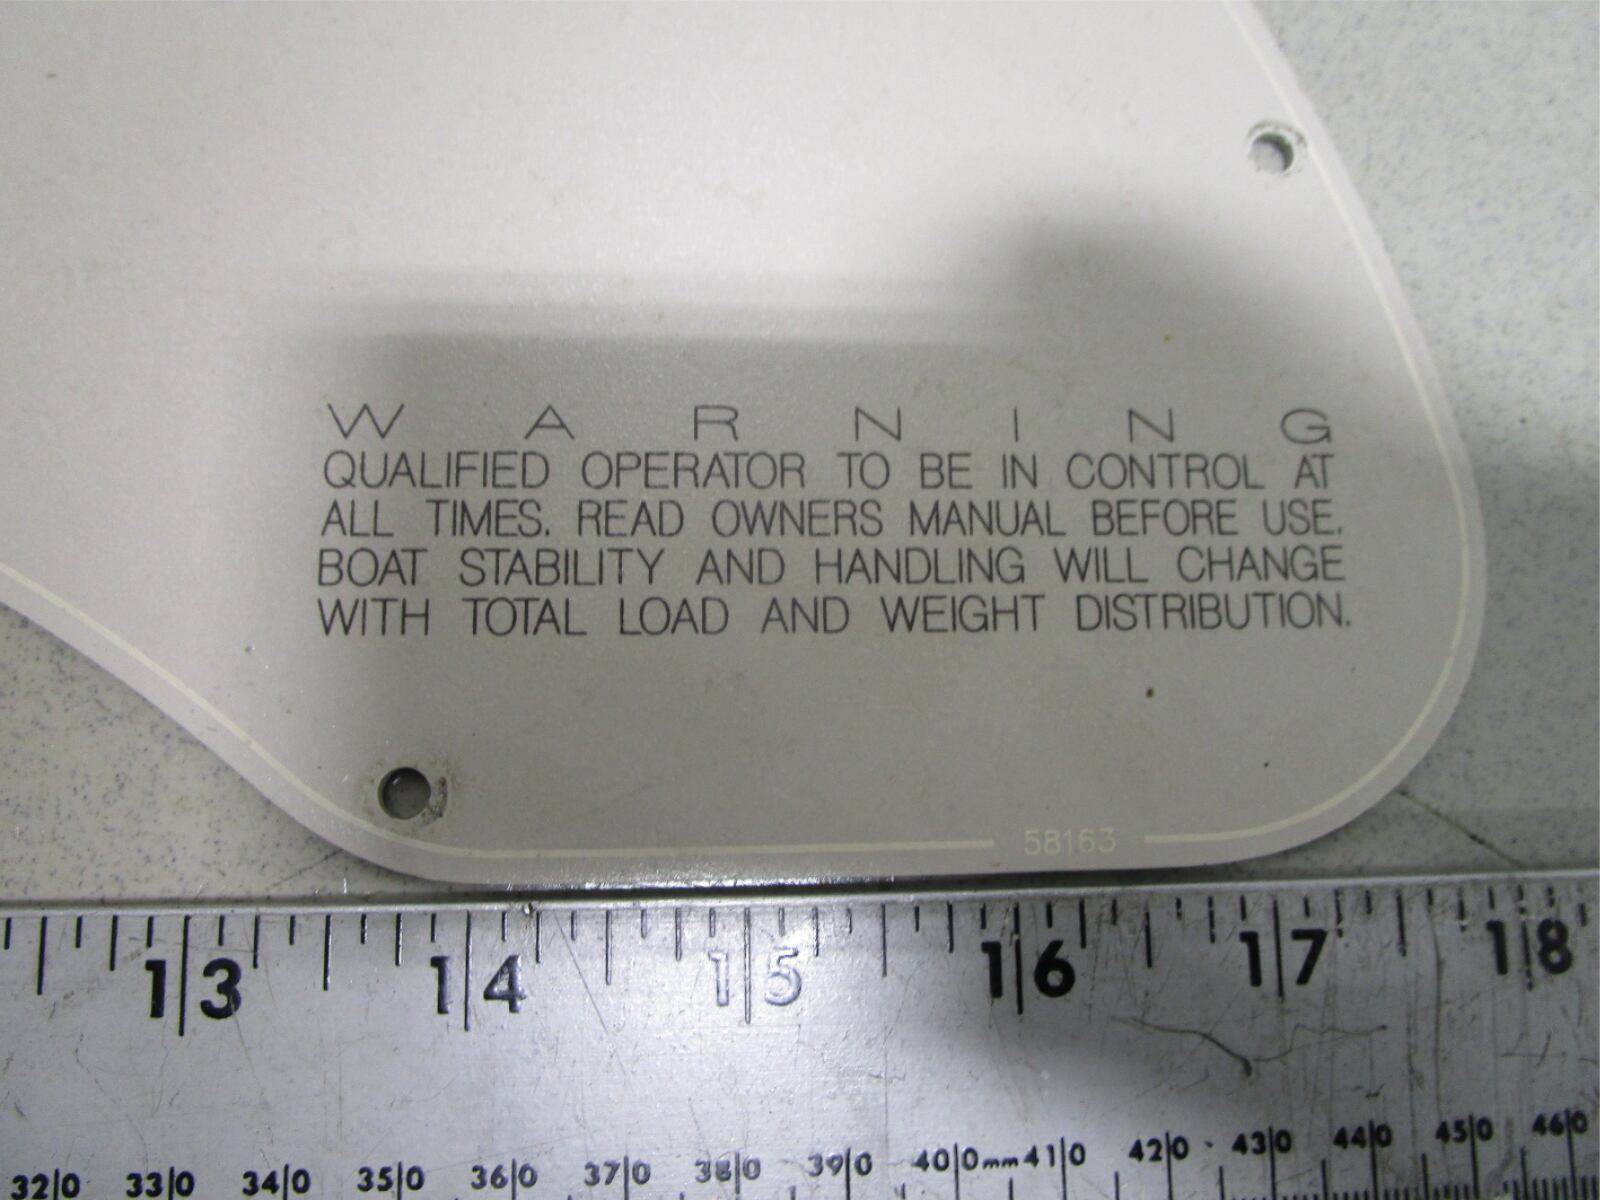 W A R N I N G
QUALIFIED OPERATOR TO BE IN CONTROL AT
ALL TIMES. READ OWNERS MANUAL BEFORE USE.
BOAT STABILITY AND HANDLING WILL CHANGE
WITH TOTAL LOAD AND WEIGHT DISTRIBUTION.
58163
13 14 15 16 17 18
320 330 340 350 360 370 380 390 400mm 410 420 430 440 450 460